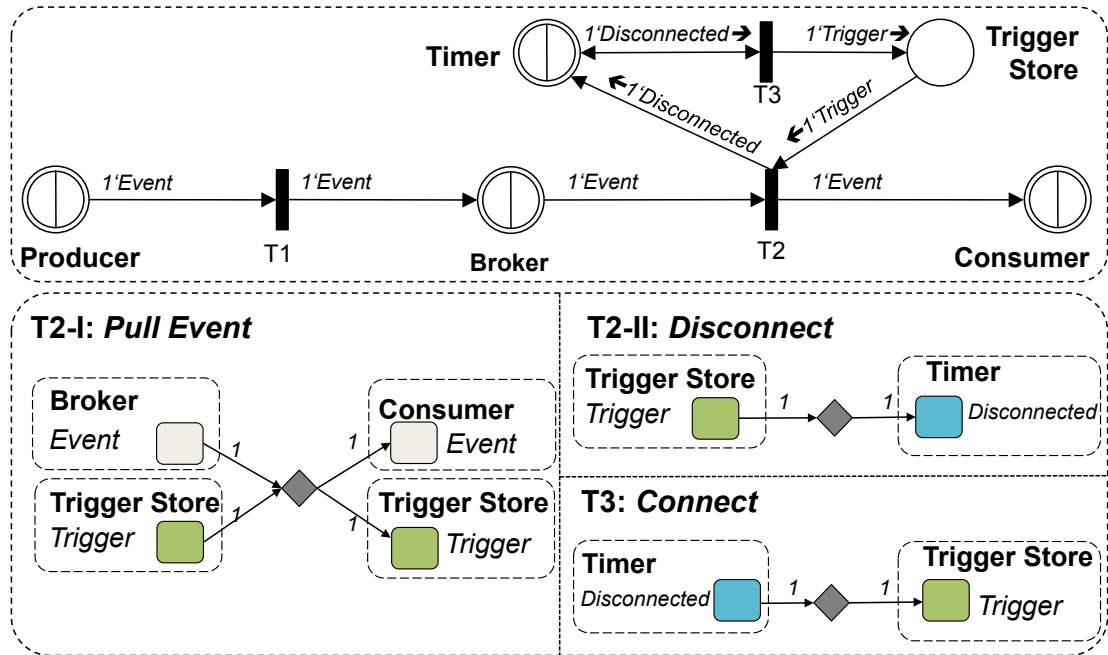 Timer
1‘Disconnected➔
T3
1‘Trigger➔
Trigger
Store
🡰1‘Disconnected
🡰1‘Trigger
Producer
1‘Event
T1
1‘Event
Broker
1‘Event
T2
1‘Event
Consumer
T2-I: Pull Event
Broker
Event
1
Trigger Store
Trigger
1
1
Consumer
Event
1
Trigger Store
Trigger
T2-II: Disconnect
Trigger Store
Trigger
1
1
Timer
Disconnected
T3: Connect
Timer
Disconnected
1
1
Trigger Store
Trigger